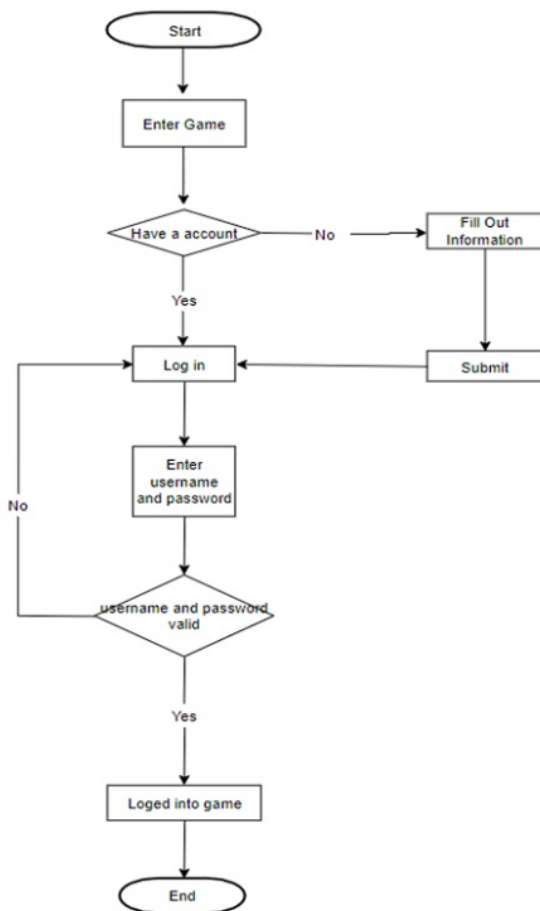 Start
Enter Game
Have a account
No
Fill Out
Information
Yes
Log in
Submit
Enter
username
and password
No
username and password
valid
Yes
Loged into game
End